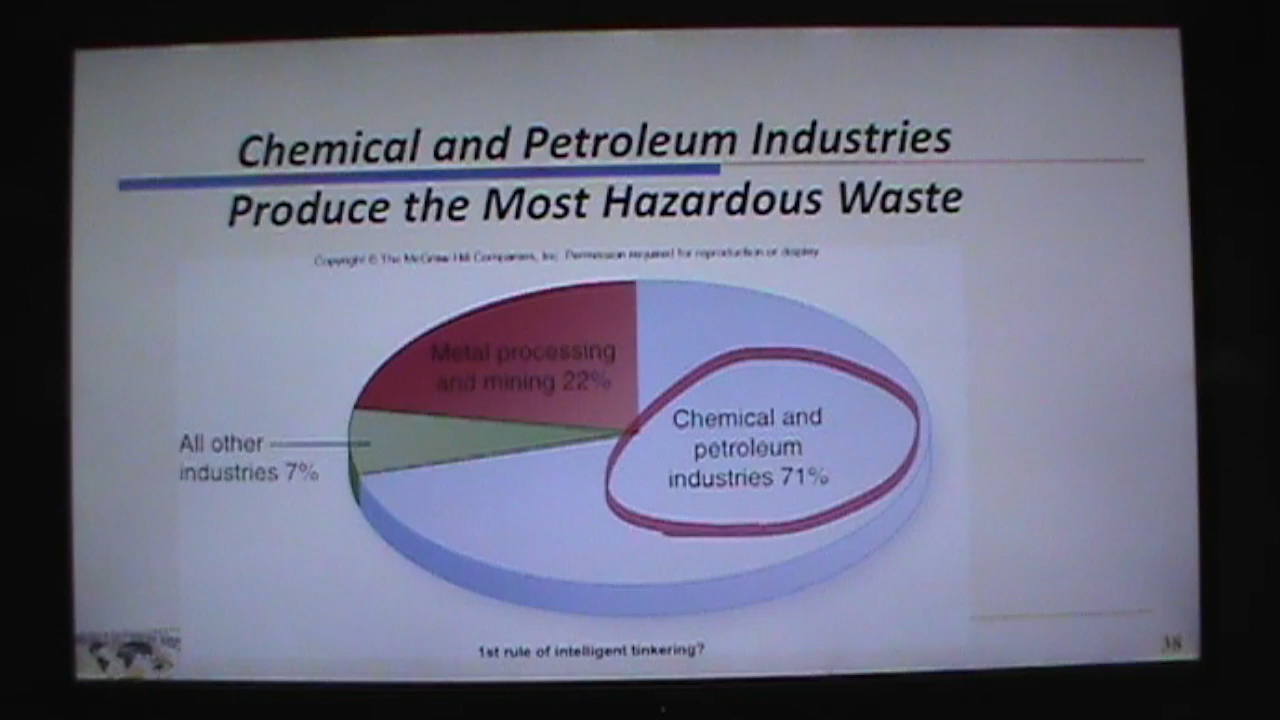 Chemical and Petroleum Industries
Produce the Most Hazardous Waste
Copyright © The McGraw-Hill Companies, Inc. Permission required for reproduction or display.
Metal processing
and mining 22%
Chemical and
petroleum
industries 71%
All other
industries 7%
1st rule of intelligent tinkering?
38